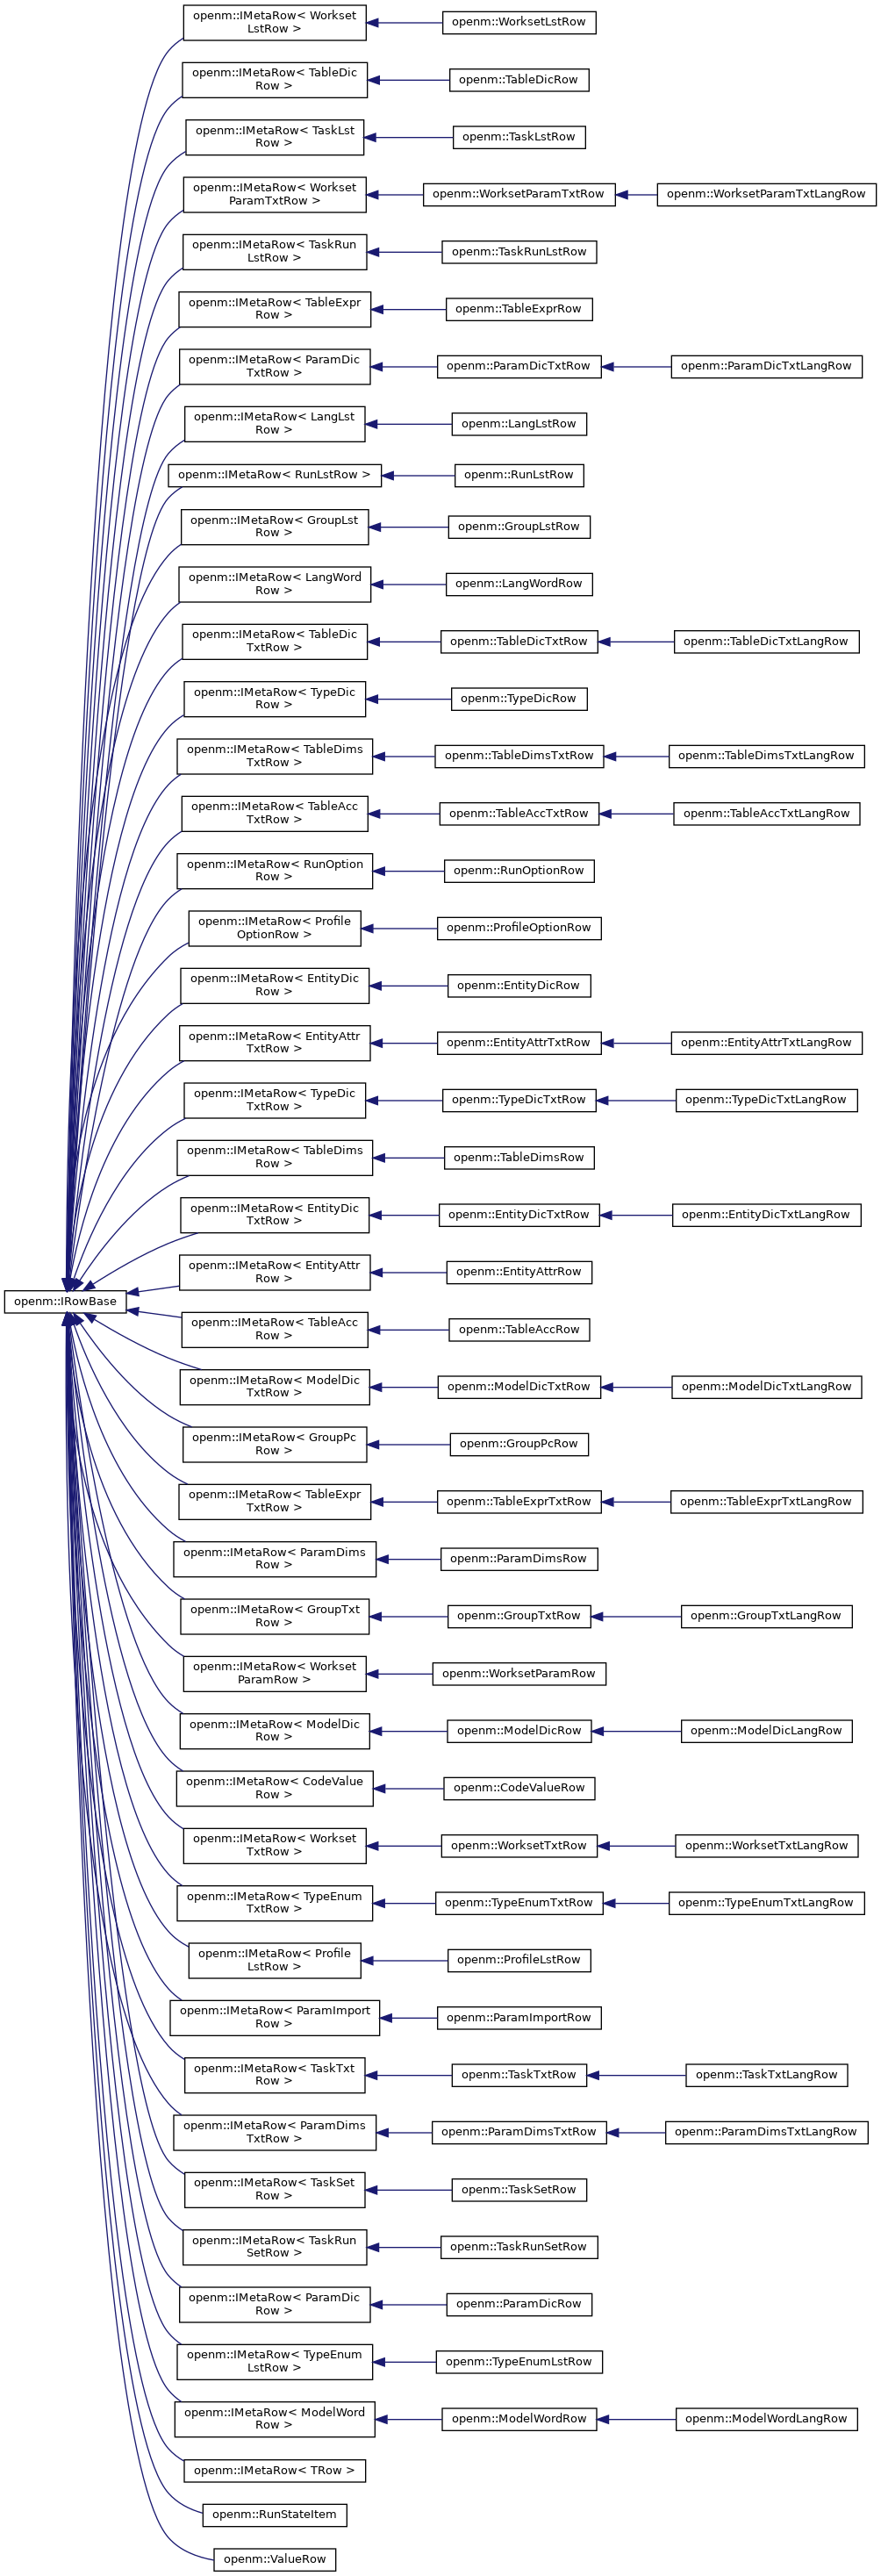 openm::IMetaRow< Workset
LstRow >
openm::WorksetLstRow
openm::IMetaRow< TableDic
Row >
openm::TableDicRow
openm::IMetaRow< TaskLst
Row >
openm::TaskLstRow
openm::IMetaRow< Workset
ParamTxtRow >
openm::WorksetParamTxtRow
openm::WorksetParamTxtLangRow
openm::IMetaRow< TaskRun
LstRow >
openm::TaskRunLstRow
openm::IMetaRow< TableExpr
Row >
openm::TableExprRow
openm::IMetaRow< ParamDic
TxtRow >
openm::ParamDicTxtRow
openm::ParamDicTxtLangRow
openm::IMetaRow< LangLst
Row >
openm::LangLstRow
openm::IMetaRow< RunLstRow >
openm::RunLstRow
openm::IMetaRow< GroupLst
Row >
openm::GroupLstRow
openm::IMetaRow< LangWord
Row >
openm::LangWordRow
openm::IMetaRow< TableDic
TxtRow >
openm::TableDicTxtRow
openm::TableDicTxtLangRow
openm::IMetaRow< TypeDic
Row >
openm::TypeDicRow
openm::IMetaRow< TableDims
TxtRow >
openm::TableDimsTxtRow
openm::TableDimsTxtLangRow
openm::IMetaRow< TableAcc
TxtRow >
openm::TableAccTxtRow
openm::TableAccTxtLangRow
openm::IMetaRow< RunOption
Row >
openm::RunOptionRow
openm::IMetaRow< Profile
OptionRow >
openm::ProfileOptionRow
openm::IMetaRow< EntityDic
Row >
openm::EntityDicRow
openm::IMetaRow< EntityAttr
TxtRow >
openm::EntityAttrTxtRow
openm::EntityAttrTxtLangRow
openm::IMetaRow< TypeDic
TxtRow >
openm::TypeDicTxtRow
openm::TypeDicTxtLangRow
openm::IMetaRow< TableDims
Row >
openm::TableDimsRow
openm::IMetaRow< EntityDic
TxtRow >
openm::EntityDicTxtRow
openm::EntityDicTxtLangRow
openm::IMetaRow< EntityAttr
Row >
openm::EntityAttrRow
openm::IRowBase
openm::IMetaRow< TableAcc
Row >
openm::TableAccRow
openm::IMetaRow< ModelDic
TxtRow >
openm::ModelDicTxtRow
openm::ModelDicTxtLangRow
openm::IMetaRow< GroupPc
Row >
openm::GroupPcRow
openm::IMetaRow< TableExpr
TxtRow >
openm::TableExprTxtRow
openm::TableExprTxtLangRow
openm::IMetaRow< ParamDims
Row >
openm::ParamDimsRow
openm::IMetaRow< GroupTxt
Row >
openm::GroupTxtRow
openm::GroupTxtLangRow
openm::IMetaRow< Workset
ParamRow >
openm::WorksetParamRow
openm::IMetaRow< ModelDic
Row >
openm::ModelDicRow
openm::ModelDicLangRow
openm::IMetaRow< CodeValue
Row >
openm::CodeValueRow
openm::IMetaRow< Workset
TxtRow >
openm::WorksetTxtRow
openm::WorksetTxtLangRow
openm::IMetaRow< TypeEnum
TxtRow >
openm::TypeEnumTxtRow
openm::TypeEnumTxtLangRow
openm::IMetaRow< Profile
LstRow >
openm::ProfileLstRow
openm::IMetaRow< ParamImport
Row >
openm::ParamImportRow
openm::IMetaRow< TaskTxt
Row >
openm::TaskTxtRow
openm::TaskTxtLangRow
openm::IMetaRow< ParamDims
TxtRow >
openm::ParamDimsTxtRow
openm::ParamDimsTxtLangRow
openm::IMetaRow< TaskSet
Row >
openm::TaskSetRow
openm::IMetaRow< TaskRun
SetRow >
openm::TaskRunSetRow
openm::IMetaRow< ParamDic
Row >
openm::ParamDicRow
openm::IMetaRow< TypeEnum
LstRow >
openm::TypeEnumLstRow
openm::IMetaRow< ModelWord
Row >
openm::ModelWordRow
openm::ModelWordLangRow
openm::IMetaRow< TRow >
openm::RunStateItem
openm::ValueRow